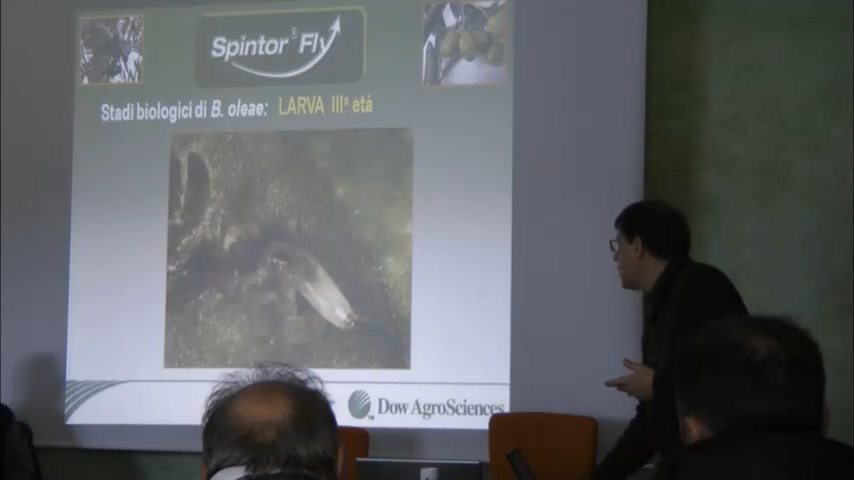 Spintor® Fly
Stadi biologici di B. oleae: LARVA IIIª età
Dow AgroSciences